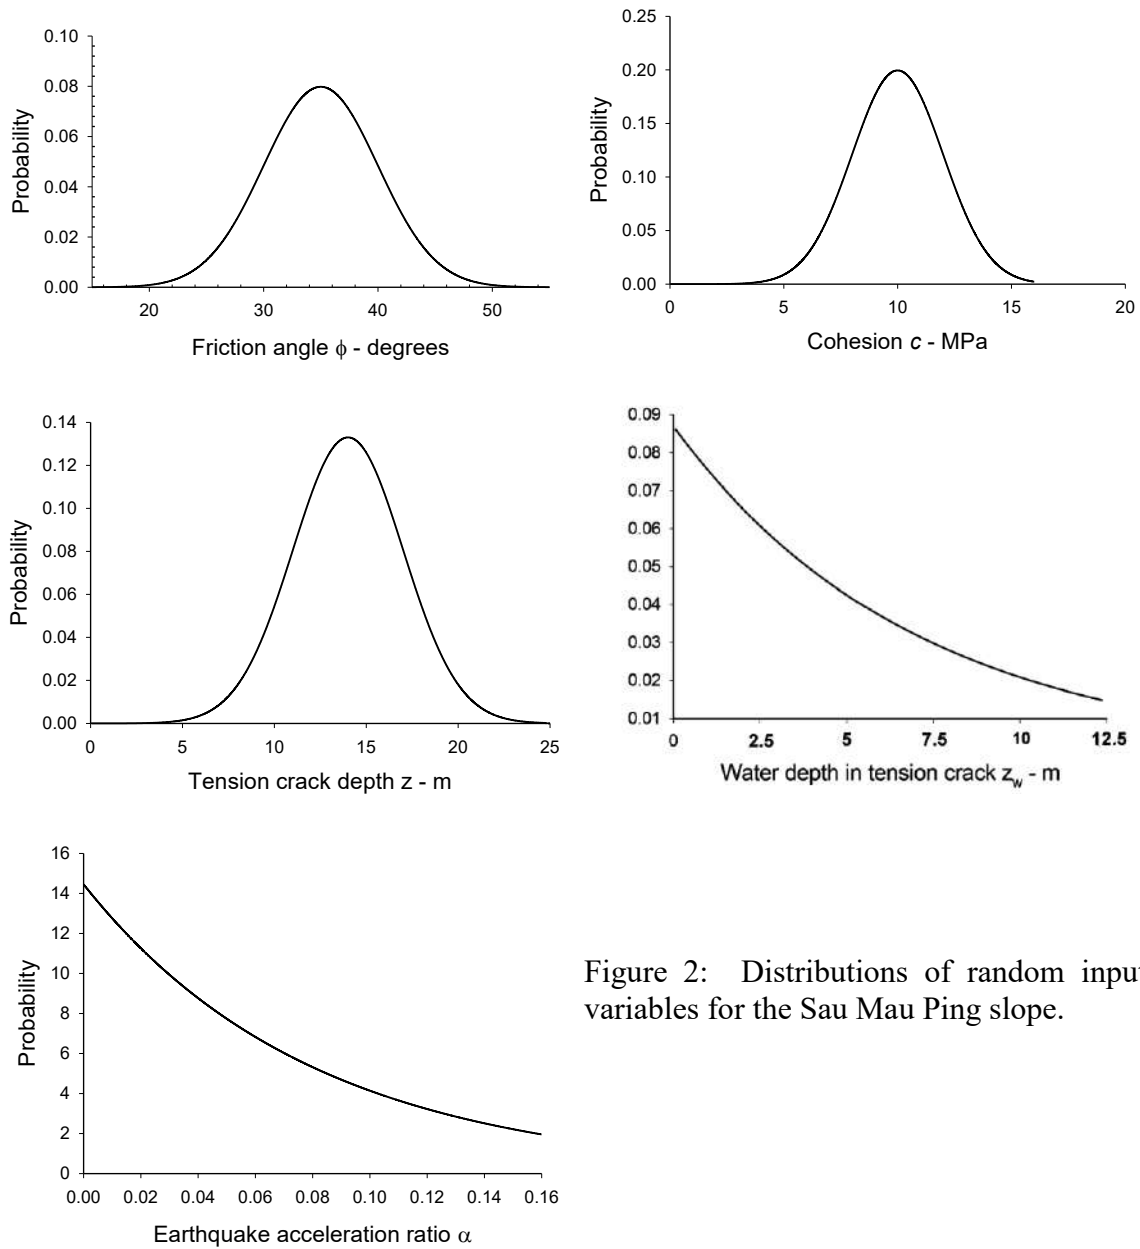 0.10
0.08
0.06
0.04
0.02
0.00
Probability
20 30 40 50
Friction angle ϕ - degrees
0.25
0.20
0.15
0.10
0.05
0.00
Probability
0 5 10 15 20
Cohesion c - MPa
0.14
0.12
0.10
0.08
0.06
0.04
0.02
0.00
Probability
0 5 10 15 20 25
Tension crack depth z - m
0.09
0.08
0.07
0.06
0.05
0.04
0.03
0.02
0.01
0 2.5 5 7.5 10 12.5
Water depth in tension crack zw - m
16
14
12
10
8
6
4
2
0
Probability
0.00 0.02 0.04 0.06 0.08 0.10 0.12 0.14 0.16
Earthquake acceleration ratio α
Figure 2: Distributions of random input
variables for the Sau Mau Ping slope.